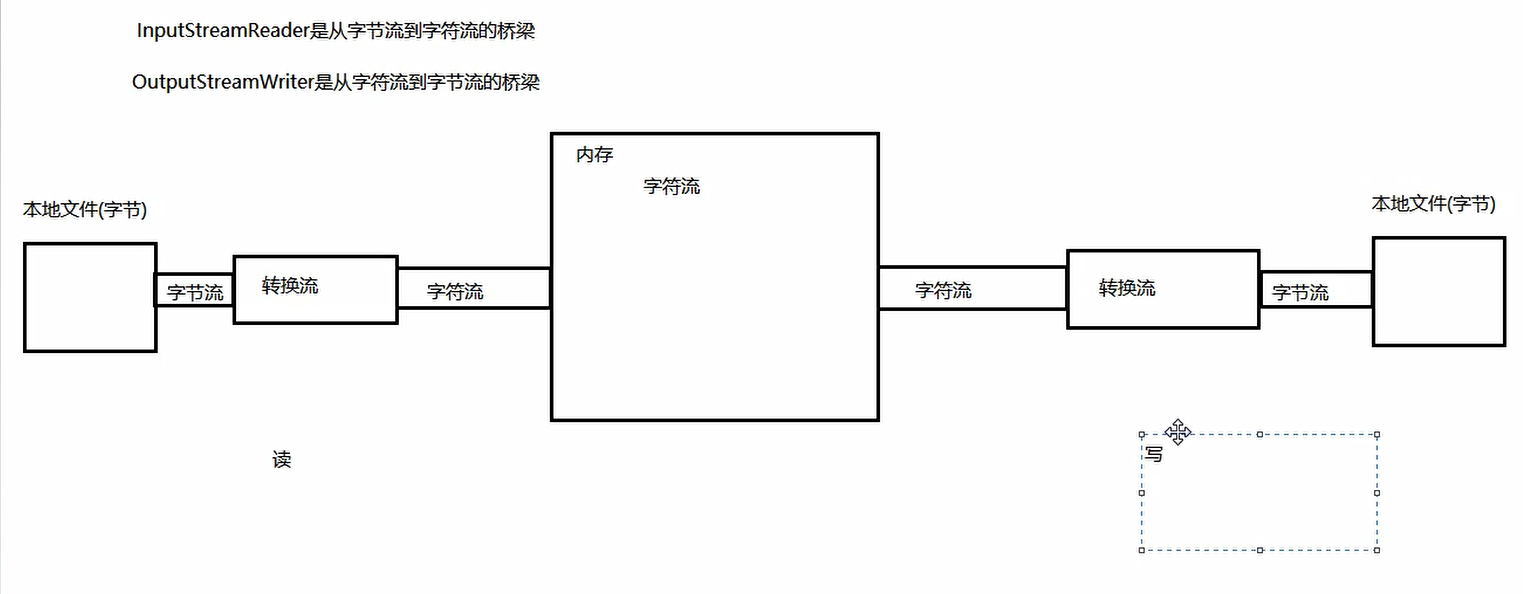 InputStreamReader是从字节流到字符流的桥梁
OutputStreamWriter是从字符流到字节流的桥梁
内存
字符流
本地文件(字节)
本地文件(字节)
字节流
转换流
字符流
字符流
转换流
字节流
读
写